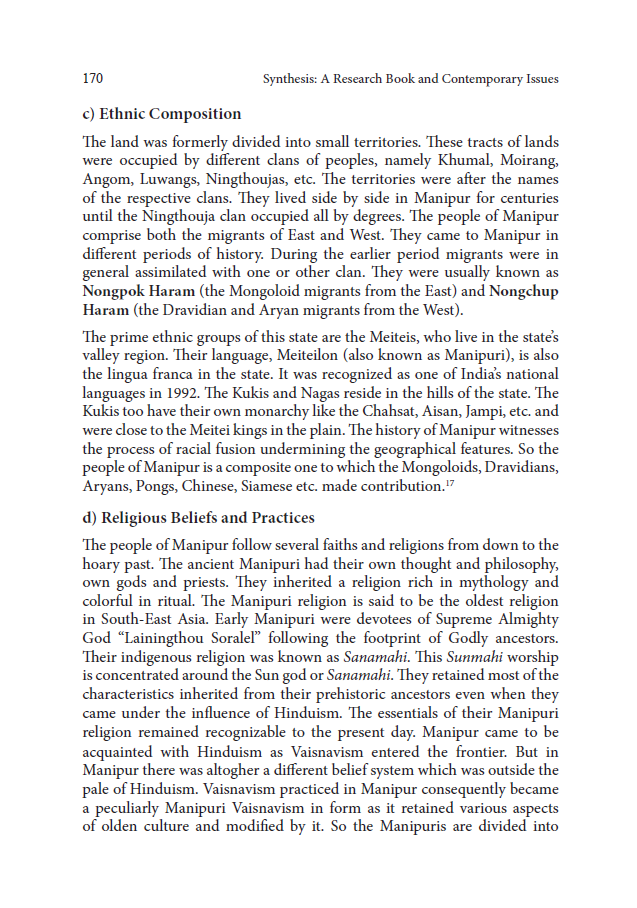 170 Synthesis: A Research Book and Contemporary Issues
c) Ethnic Composition
The land was formerly divided into small territories. These tracts of lands
were occupied by different clans of peoples, namely Khumal, Moirang,
Angom, Luwangs, Ningthoujas, etc. The territories were after the names
of the respective clans. They lived side by side in Manipur for centuries
until the Ningthouja clan occupied all by degrees. The people of Manipur
comprise both the migrants of East and West. They came to Manipur in
different periods of history. During the earlier period migrants were in
general assimilated with one or other clan. They were usually known as
Nongpok Haram (the Mongoloid migrants from the East) and Nongchup
Haram (the Dravidian and Aryan migrants from the West).
The prime ethnic groups of this state are the Meiteis, who live in the state's
valley region. Their language, Meiteilon (also known as Manipuri), is also
the lingua franca in the state. It was recognized as one of India's national
languages in 1992. The Kukis and Nagas reside in the hills of the state. The
Kukis too have their own monarchy like the Chahsat, Aisan, Jampi, etc. and
were close to the Meitei kings in the plain. The history of Manipur witnesses
the process of racial fusion undermining the geographical features. So the
people of Manipur is a composite one to which the Mongoloids, Dravidians,
Aryans, Pongs, Chinese, Siamese etc. made contribution.17
d) Religious Beliefs and Practices
The people of Manipur follow several faiths and religions from down to the
hoary past. The ancient Manipuri had their own thought and philosophy,
own gods and priests. They inherited a religion rich in mythology and
colorful in ritual. The Manipuri religion is said to be the oldest religion
in South-East Asia. Early Manipuri were devotees of Supreme Almighty
God “Lainingthou Soralel” following the footprint of Godly ancestors.
Their indigenous religion was known as Sanamahi. This Sunmahi worship
is concentrated around the Sun god or Sanamahi. They retained most of the
characteristics inherited from their prehistoric ancestors even when they
came under the influence of Hinduism. The essentials of their Manipuri
religion remained recognizable to the present day. Manipur came to be
acquainted with Hinduism as Vaisnavism entered the frontier. But in
Manipur there was altogher a different belief system which was outside the
pale of Hinduism. Vaisnavism practiced in Manipur consequently became
a peculiarly Manipuri Vaisnavism in form as it retained various aspects
of olden culture and modified by it. So the Manipuris are divided into